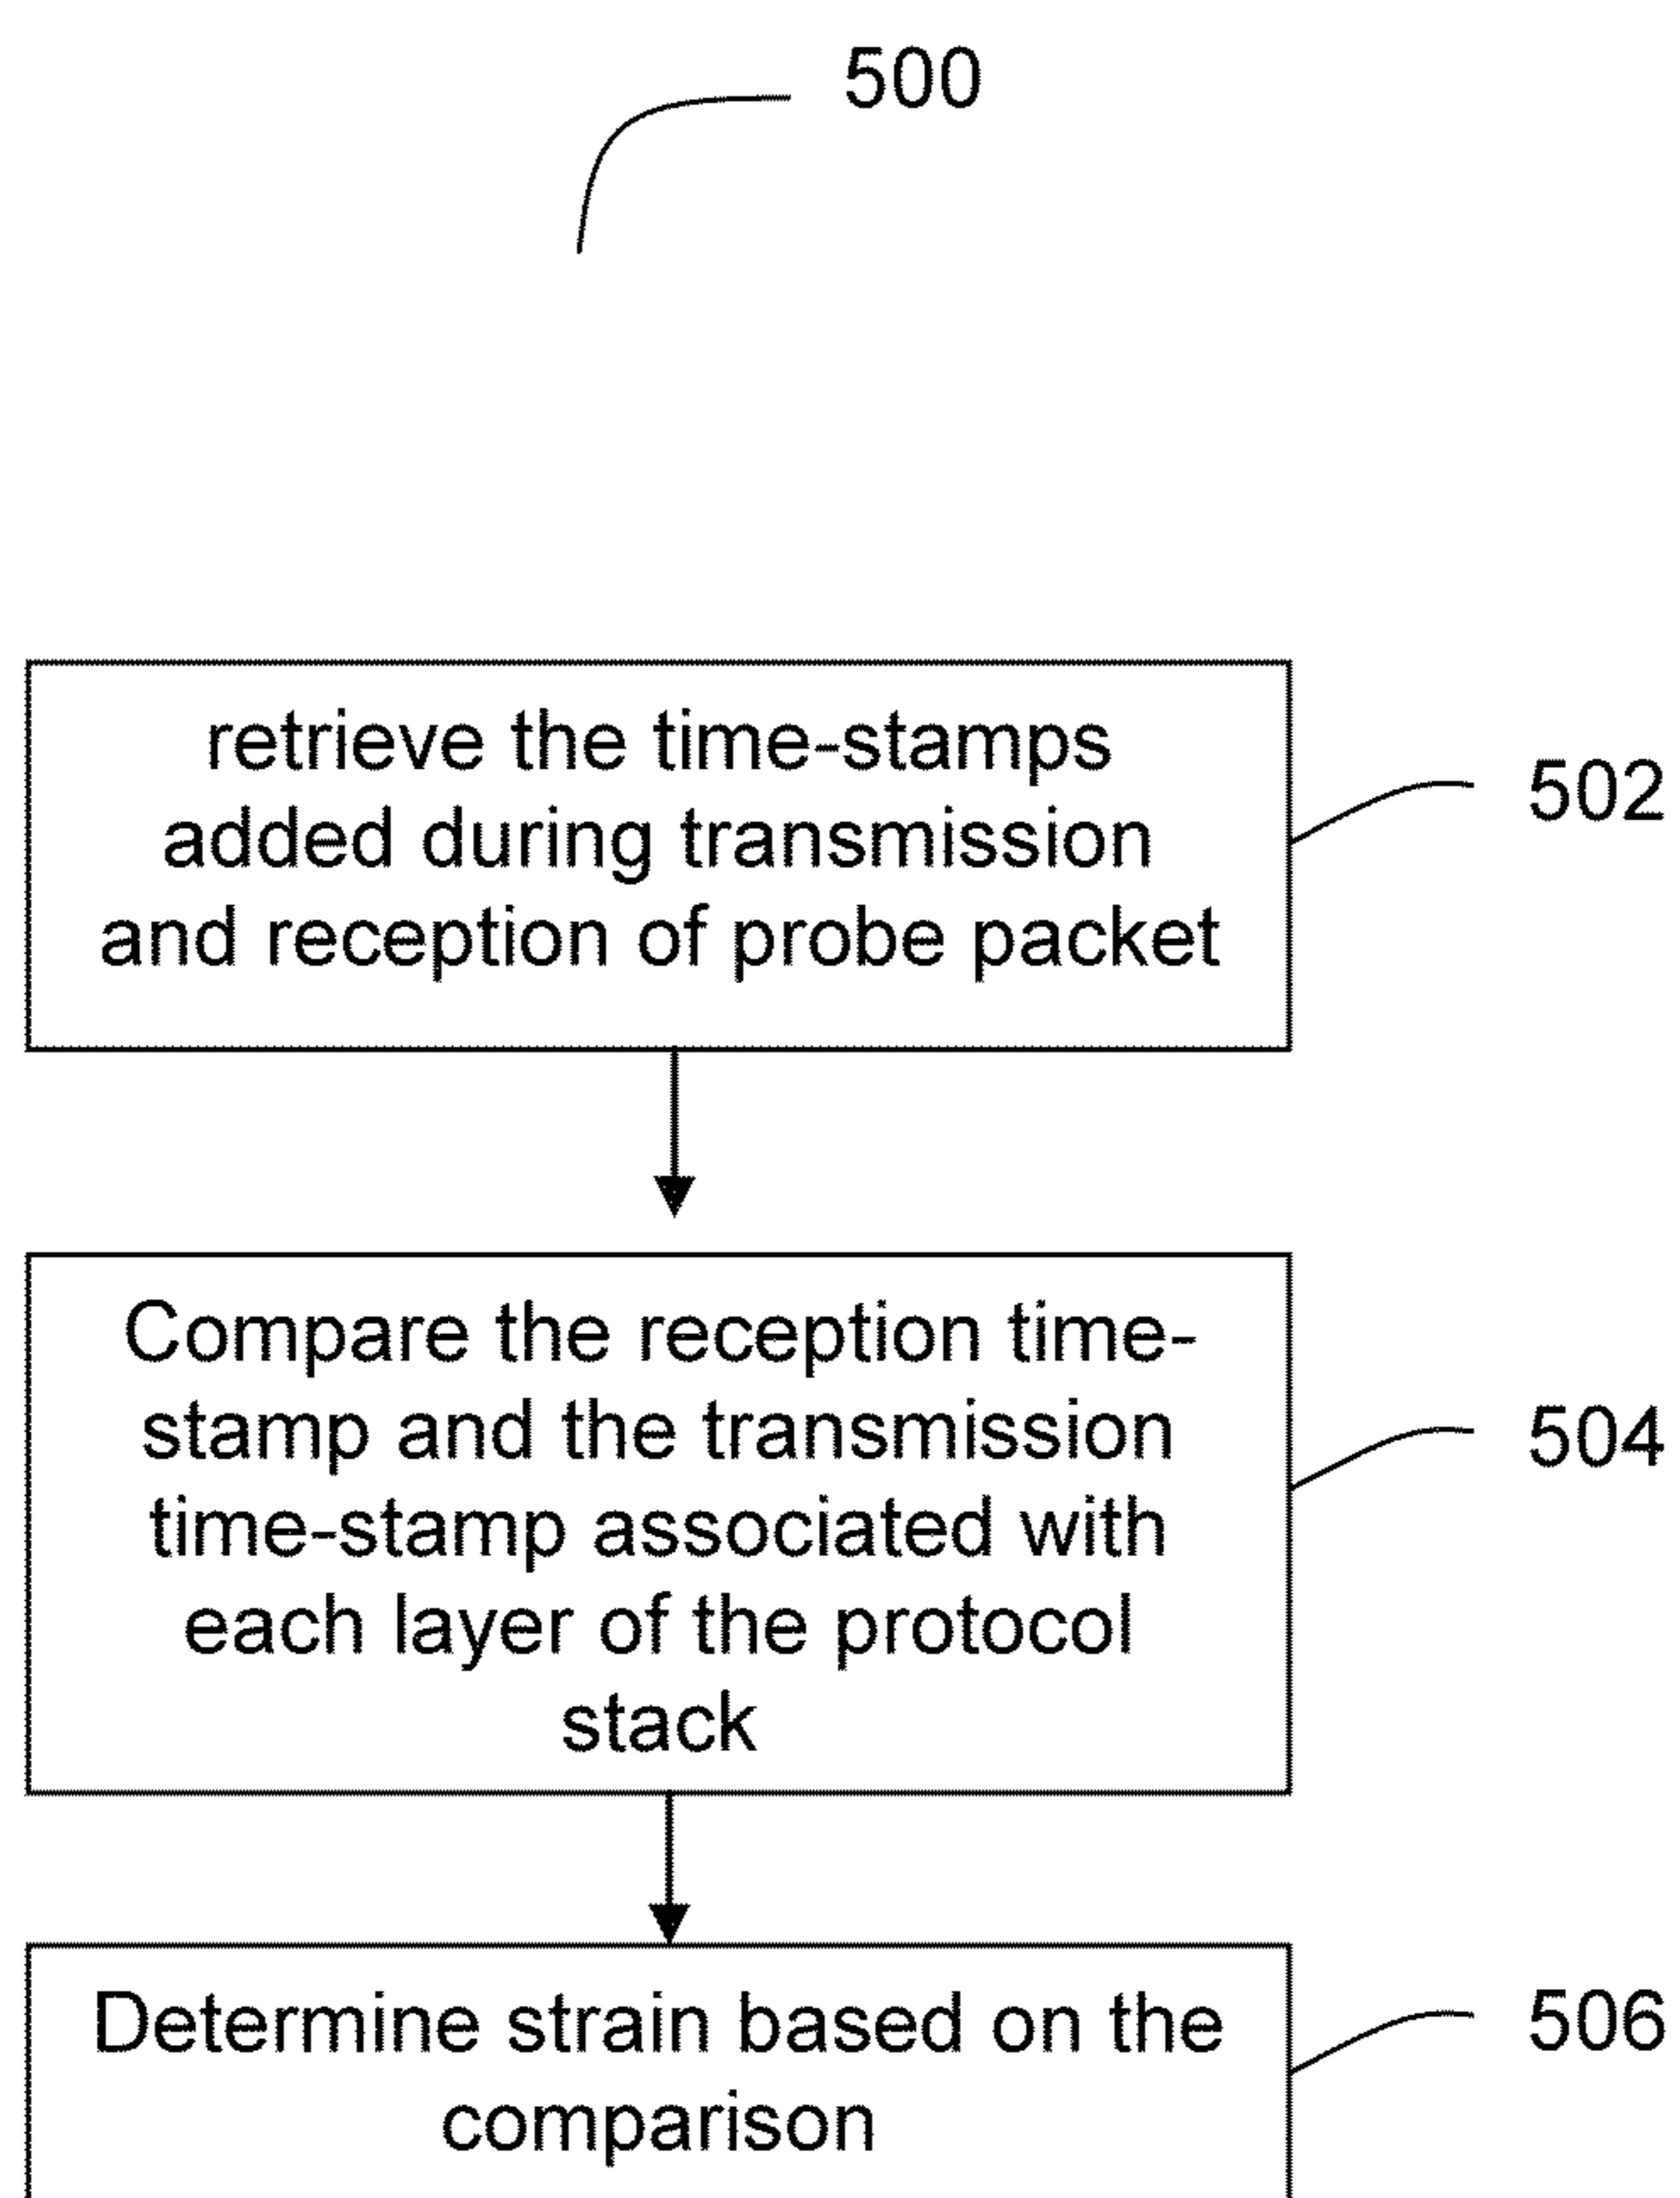 500
retrieve the time-stamps
added during transmission
and reception of probe packet
502
Compare the reception time-
stamp and the transmission
time-stamp associated with
each layer of the protocol
stack
504
Determine strain based on the
comparison
506